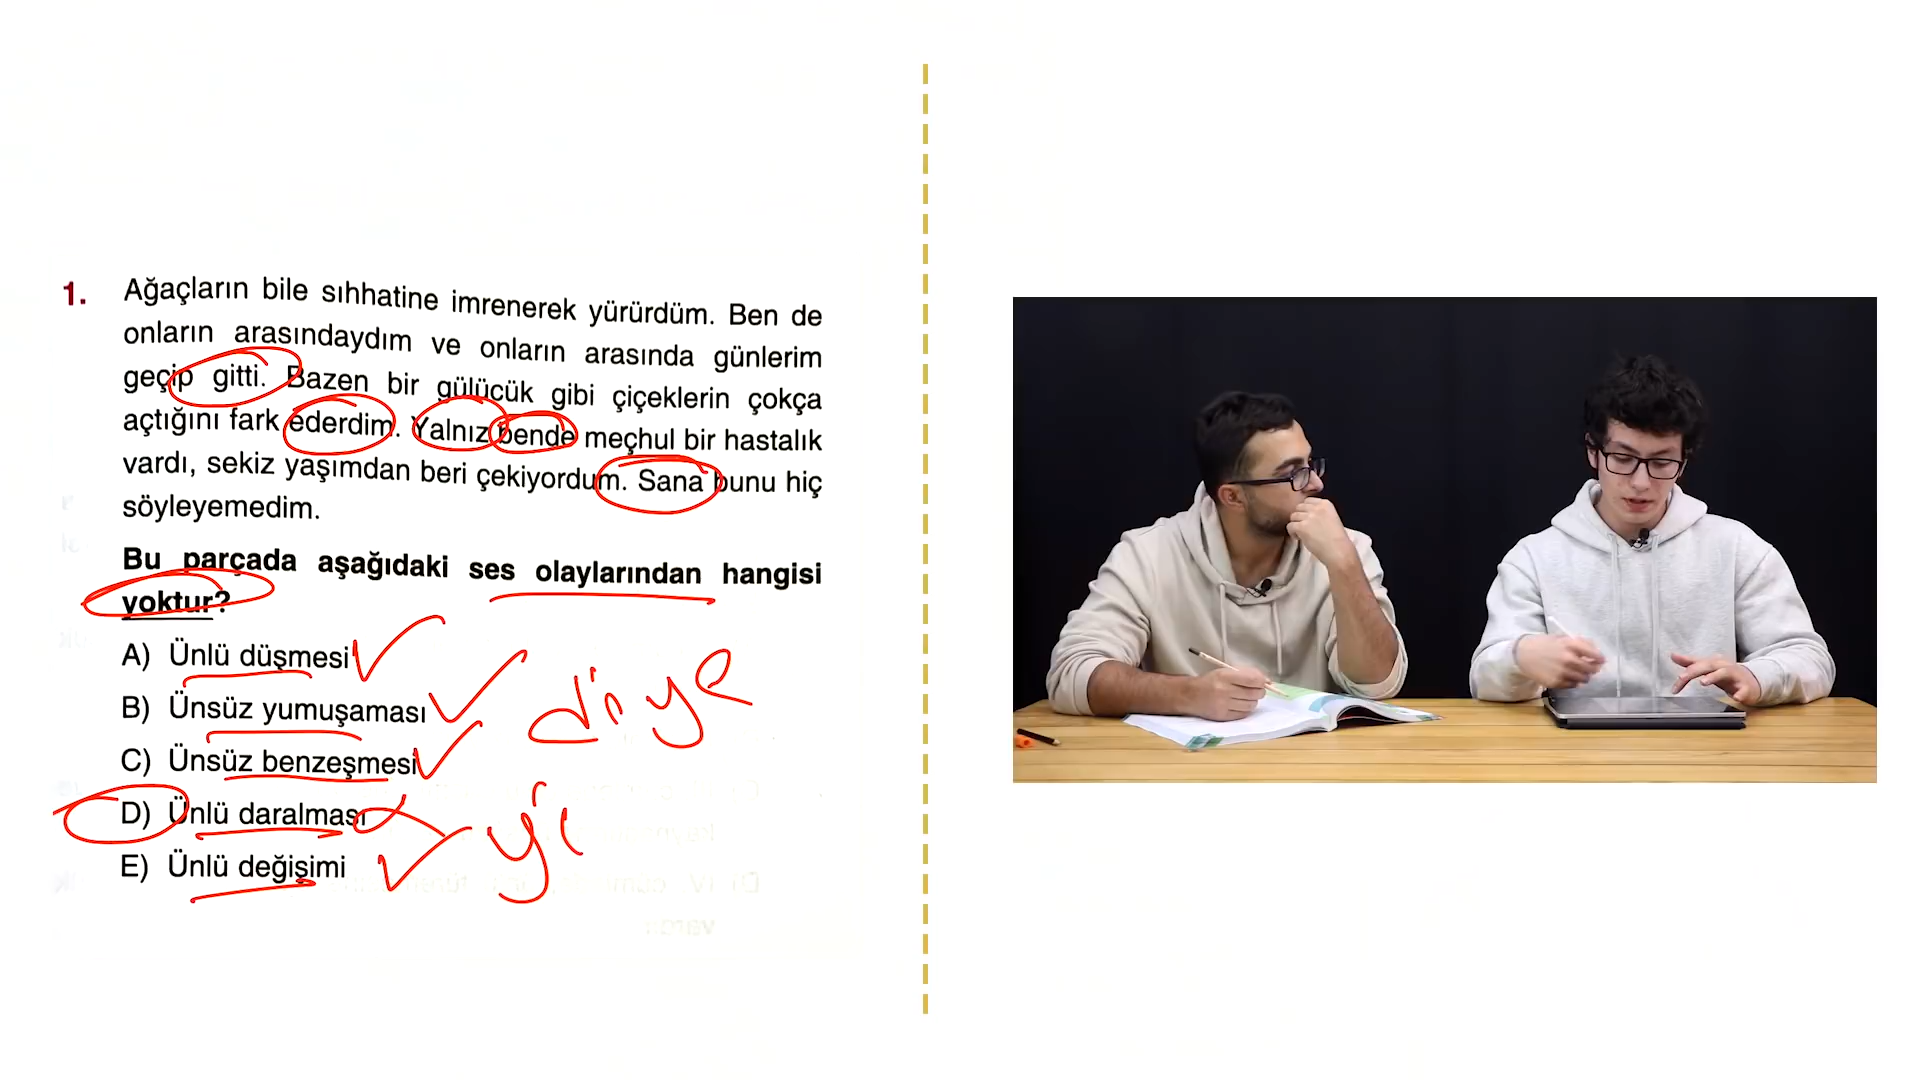 1. Ağaçların bile sıhhatine imrenerek yürürdüm. Ben de
onların arasındaydım ve onların arasında günlerim
geçip gitti. Bazen bir gülücük gibi çiçeklerin çokça
açtığını fark ederdim. Yalnız bende meçhul bir hastalık
vardı, sekiz yaşımdan beri çekiyordum. Sana bunu hiç
söyleyemedim.
Bu parçada aşağıdaki ses olaylarından hangisi
yoktur?
A) Ünlü düşmesi
B) Ünsüz yumuşaması
C) Ünsüz benzeşmesi
D) Ünlü daralması
E) Ünlü değişimi
diye
yi